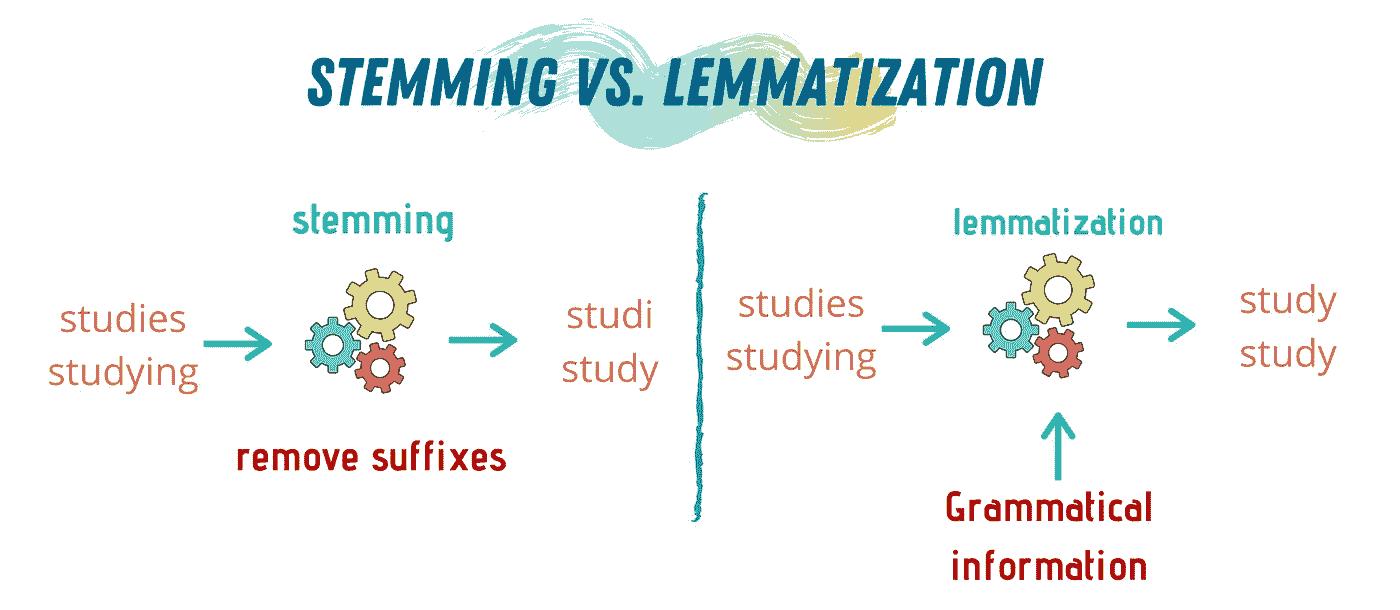 STEMMING VS. LEMMATIZATION
stemming
studies
studying
studi
study
remove suffixes
lemmatization
studies
studying
study
study
Grammatical
information